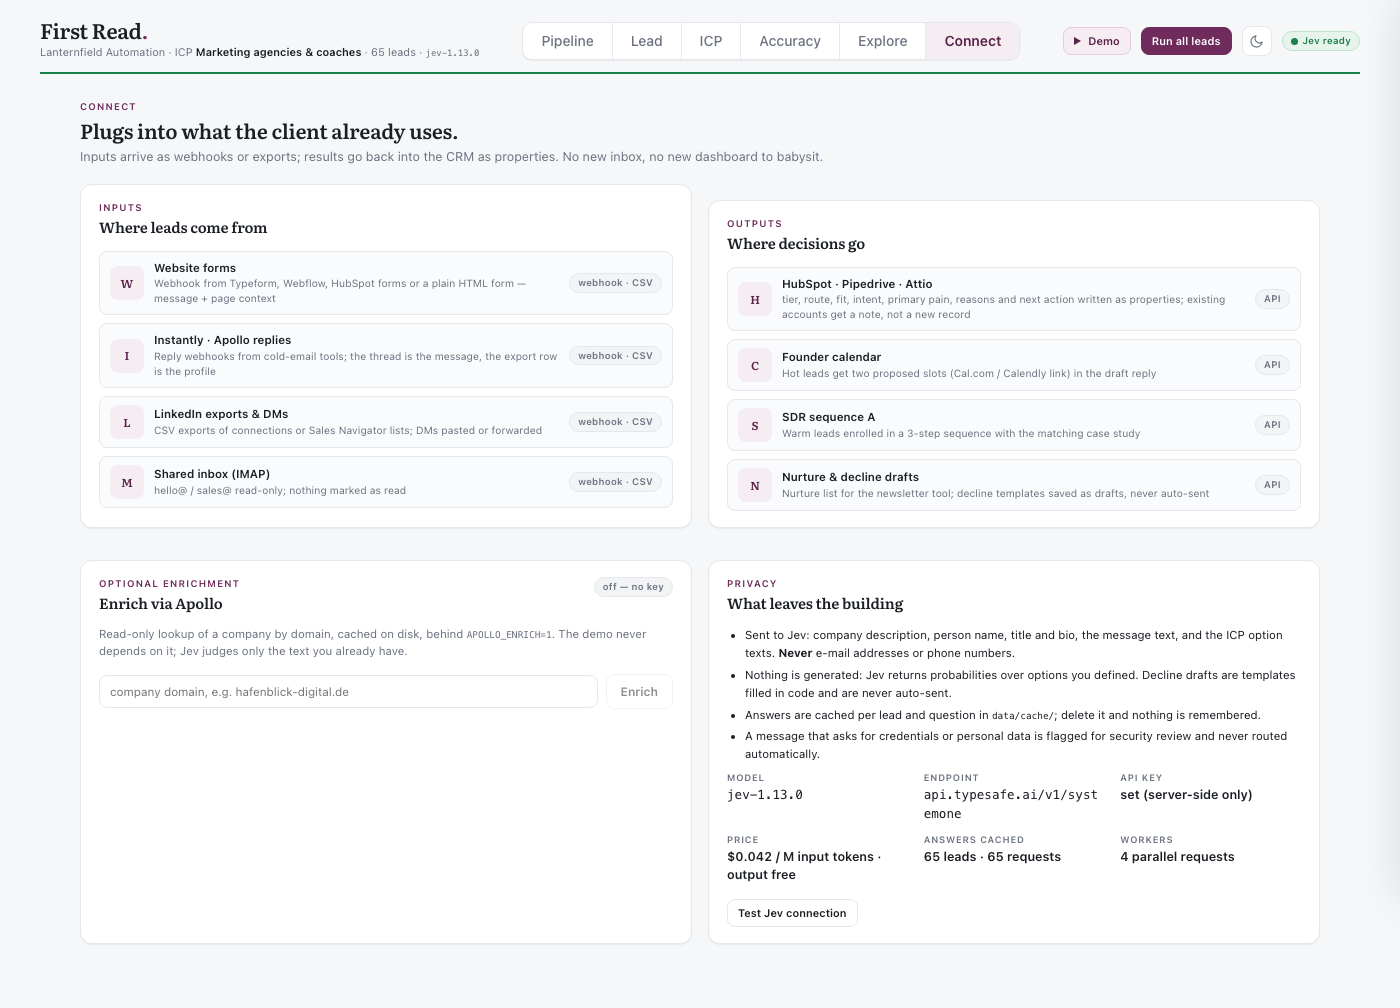 First Read.
Lanternfield Automation · ICP Marketing agencies & coaches · 65 leads · jev-1.13.0
Pipeline
Lead
ICP
Accuracy
Explore
Connect
Demo
Run all leads
Jev ready
CONNECT
Plugs into what the client already uses.
Inputs arrive as webhooks or exports; results go back into the CRM as properties. No new inbox, no new dashboard to babysit.
INPUTS
Where leads come from
W
Website forms
Webhook from Typeform, Webflow, HubSpot forms or a plain HTML form —
message + page context
webhook · CSV
I
Instantly · Apollo replies
Reply webhooks from cold-email tools; the thread is the message, the export row
is the profile
webhook · CSV
L
LinkedIn exports & DMs
CSV exports of connections or Sales Navigator lists; DMs pasted or forwarded
webhook · CSV
M
Shared inbox (IMAP)
hello@ / sales@ read-only; nothing marked as read
webhook · CSV
OUTPUTS
Where decisions go
H
HubSpot · Pipedrive · Attio
tier, route, fit, intent, primary pain, reasons and next action written as properties; existing
accounts get a note, not a new record
API
C
Founder calendar
Hot leads get two proposed slots (Cal.com / Calendly link) in the draft reply
API
S
SDR sequence A
Warm leads enrolled in a 3-step sequence with the matching case study
API
N
Nurture & decline drafts
Nurture list for the newsletter tool; decline templates saved as drafts, never auto-sent
API
OPTIONAL ENRICHMENT
off — no key
Enrich via Apollo
Read-only lookup of a company by domain, cached on disk, behind APOLLO_ENRICH=1. The demo never
depends on it; Jev judges only the text you already have.
company domain, e.g. hafenblick-digital.de
Enrich
PRIVACY
What leaves the building
• Sent to Jev: company description, person name, title and bio, the message text, and the ICP option
texts. Never e-mail addresses or phone numbers.
• Nothing is generated: Jev returns probabilities over options you defined. Decline drafts are templates
filled in code and are never auto-sent.
• Answers are cached per lead and question in data/cache/; delete it and nothing is remembered.
• A message that asks for credentials or personal data is flagged for security review and never routed
automatically.
MODEL
jev-1.13.0
ENDPOINT
api.typesafe.ai/v1/syst
emone
API KEY
set (server-side only)
PRICE
$0.042 / M input tokens ·
output free
ANSWERS CACHED
65 leads · 65 requests
WORKERS
4 parallel requests
Test Jev connection